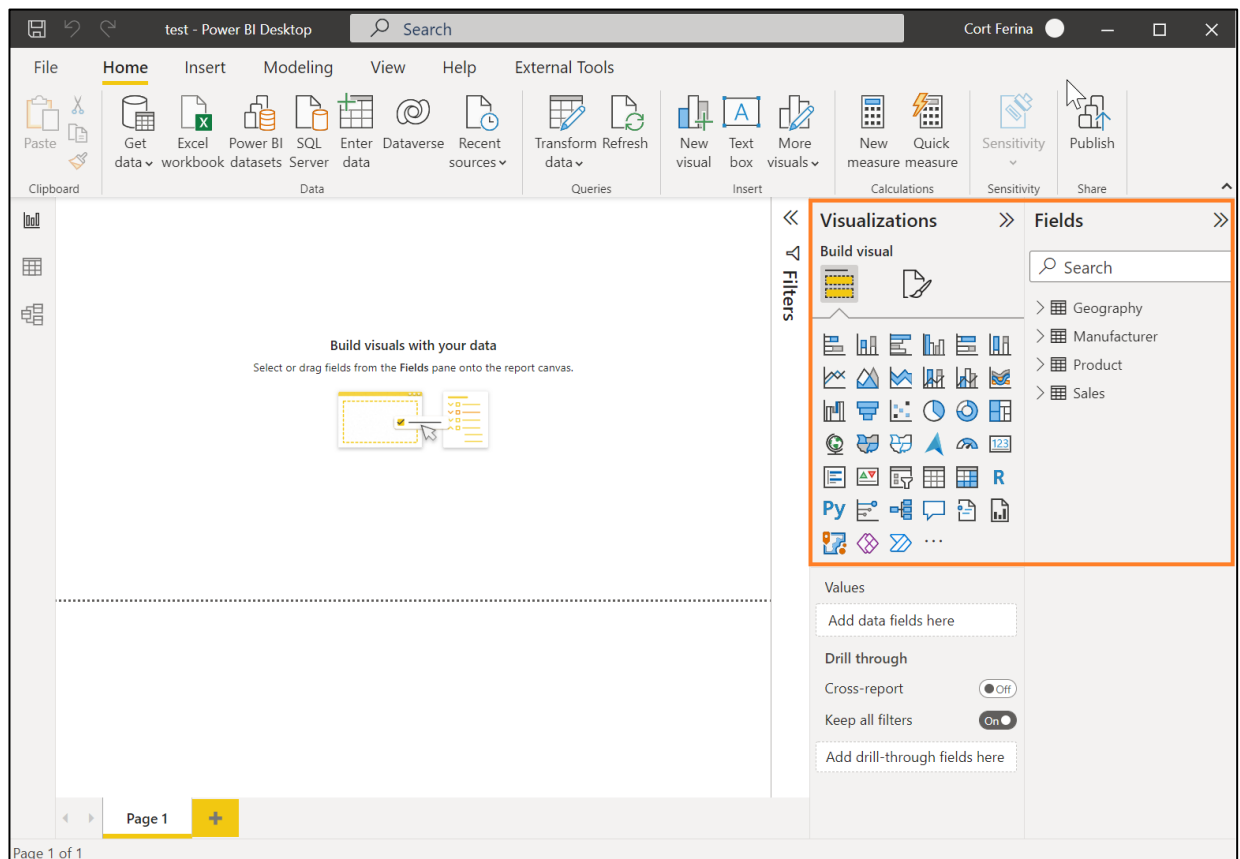 test - Power BI Desktop
Search
Cort Ferina
File Home Insert Modeling View Help External Tools
Paste
Get data
Excel workbook
Power BI datasets
SQL Server
Enter data
Dataverse
Recent sources
Transform data
Refresh
New visual
Text box
More visuals
New measure
Quick measure
Sensitivity
Publish
Clipboard
Data
Queries
Insert
Calculations
Sensitivity
Share
Filters
Visualizations
Build visual
Fields
Search
Geography
Manufacturer
Product
Sales
Build visuals with your data
Select or drag fields from the Fields pane onto the report canvas.
A
X
123
R
Py
Values
Add data fields here
Drill through
Cross-report
Off
Keep all filters
On
Add drill-through fields here
Page 1
Page 1 of 1